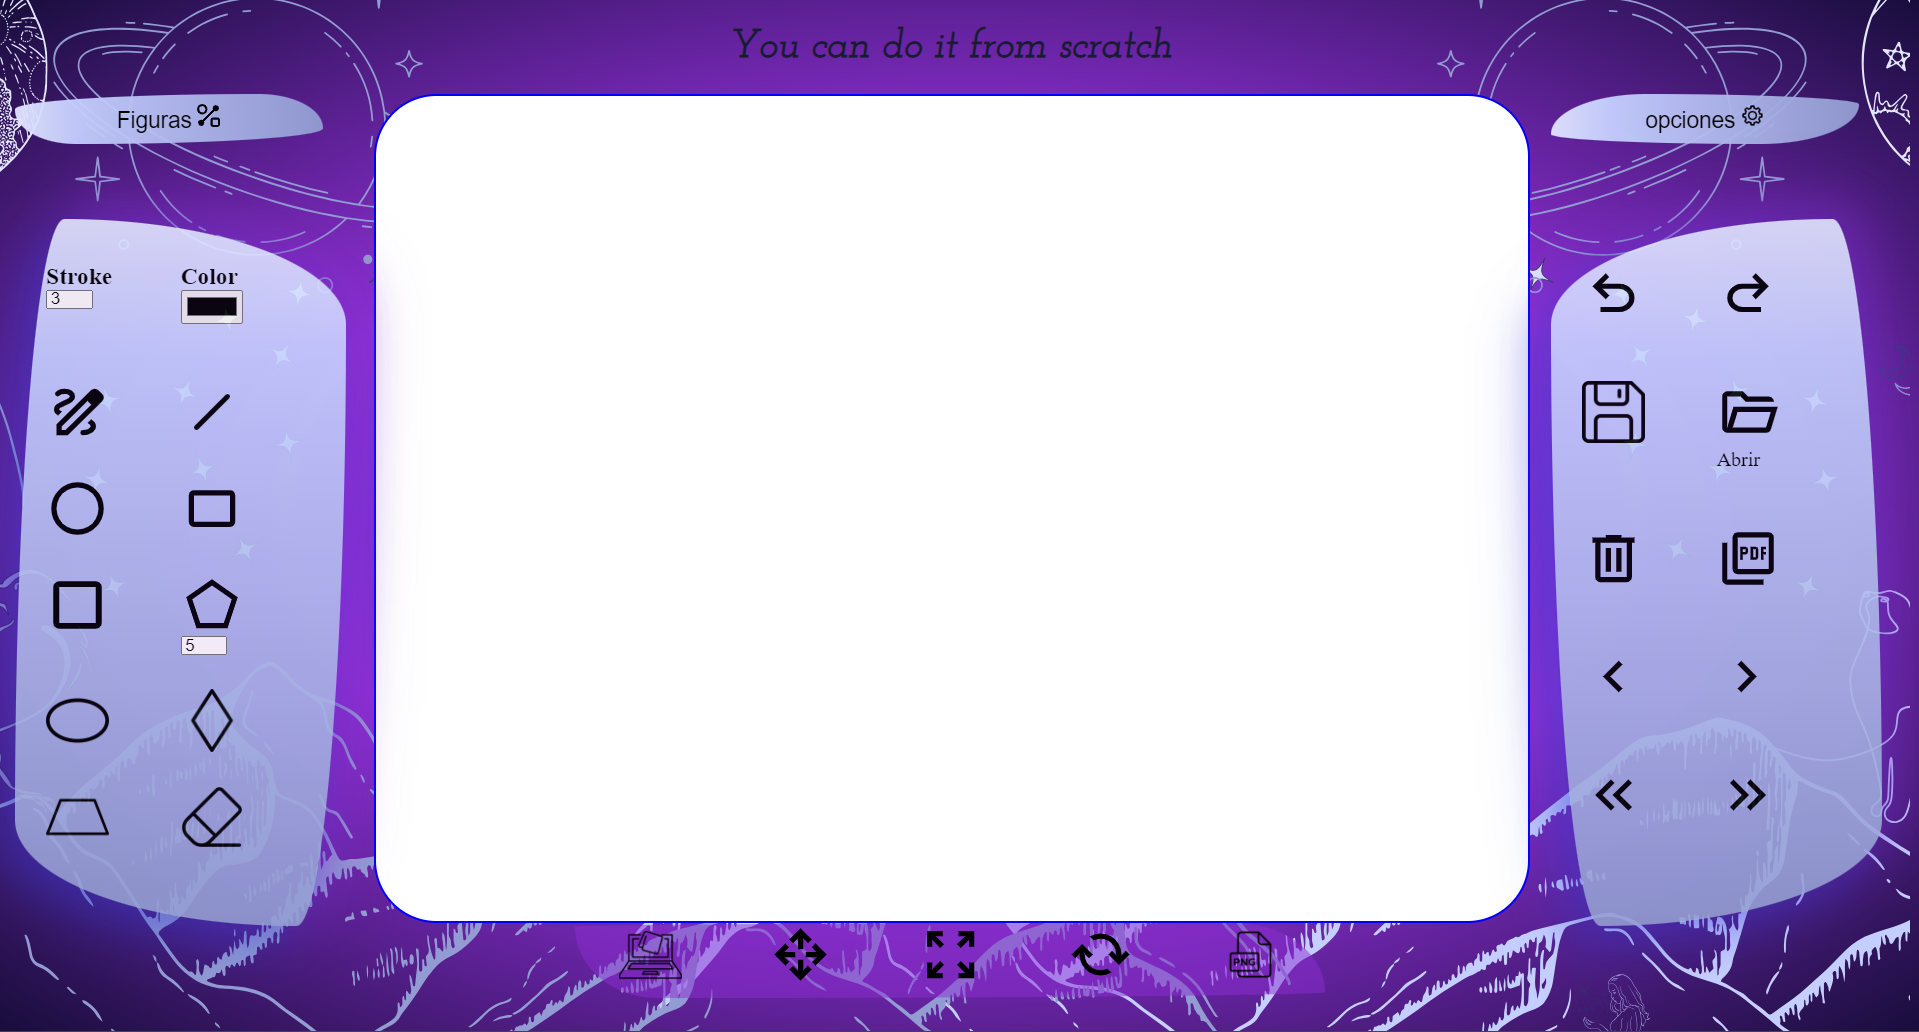 You can do it from scratch
Figuras
opciones
Stroke
3
Color
5
Abrir
PDF
PNG